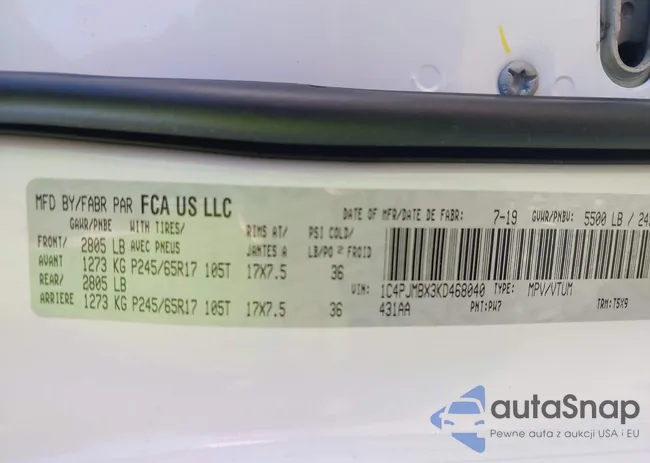 MFD BY/FABR PAR FCA US LLC DATE OF MFR/DATE DE FABR: 7-19 GVWR/PNBV: 5500 LB / 249
GAWR/PNBE WITH TIRES/ RIMS AT/ PSI COLD/
FRONT/ 2805 LB AVEC PNEUS JANTES A LB/PO² FROID
AVANT 1273 KG P245/65R17 105T 17X7.5 36
REAR/ 2805 LB
ARRIERE 1273 KG P245/65R17 105T 17X7.5 36
VIN: 1C4PJMBX3KD468040 TYPE: MPV/VTUM
431AA PNT:PW7 TRM:T5X9
autaSnap
Pewne auta z aukcji USA i EU